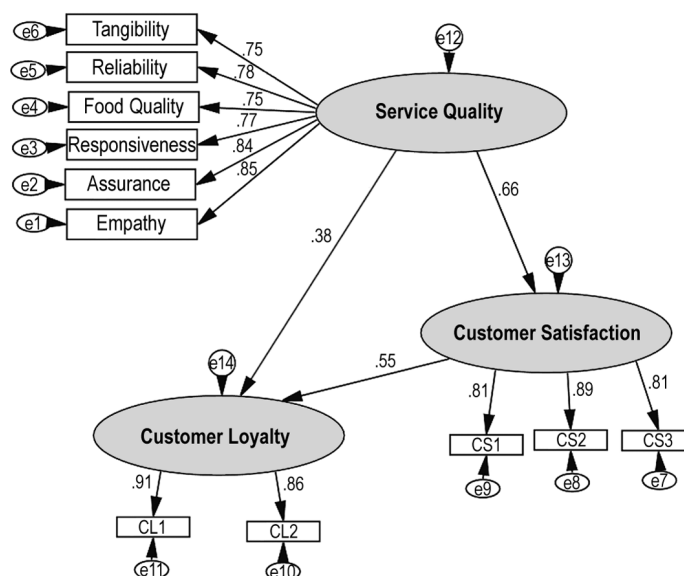 e6
Tangibility
.75
e5
Reliability
.78
e4
Food Quality
.75
e3
Responsiveness
.77
e2
Assurance
.84
e1
Empathy
.85
e12
Service Quality
.38
.66
e13
Customer Satisfaction
.55
.81
.89
.81
CS1
CS2
CS3
e9
e8
e7
e14
Customer Loyalty
.91
.86
CL1
CL2
e11
e10